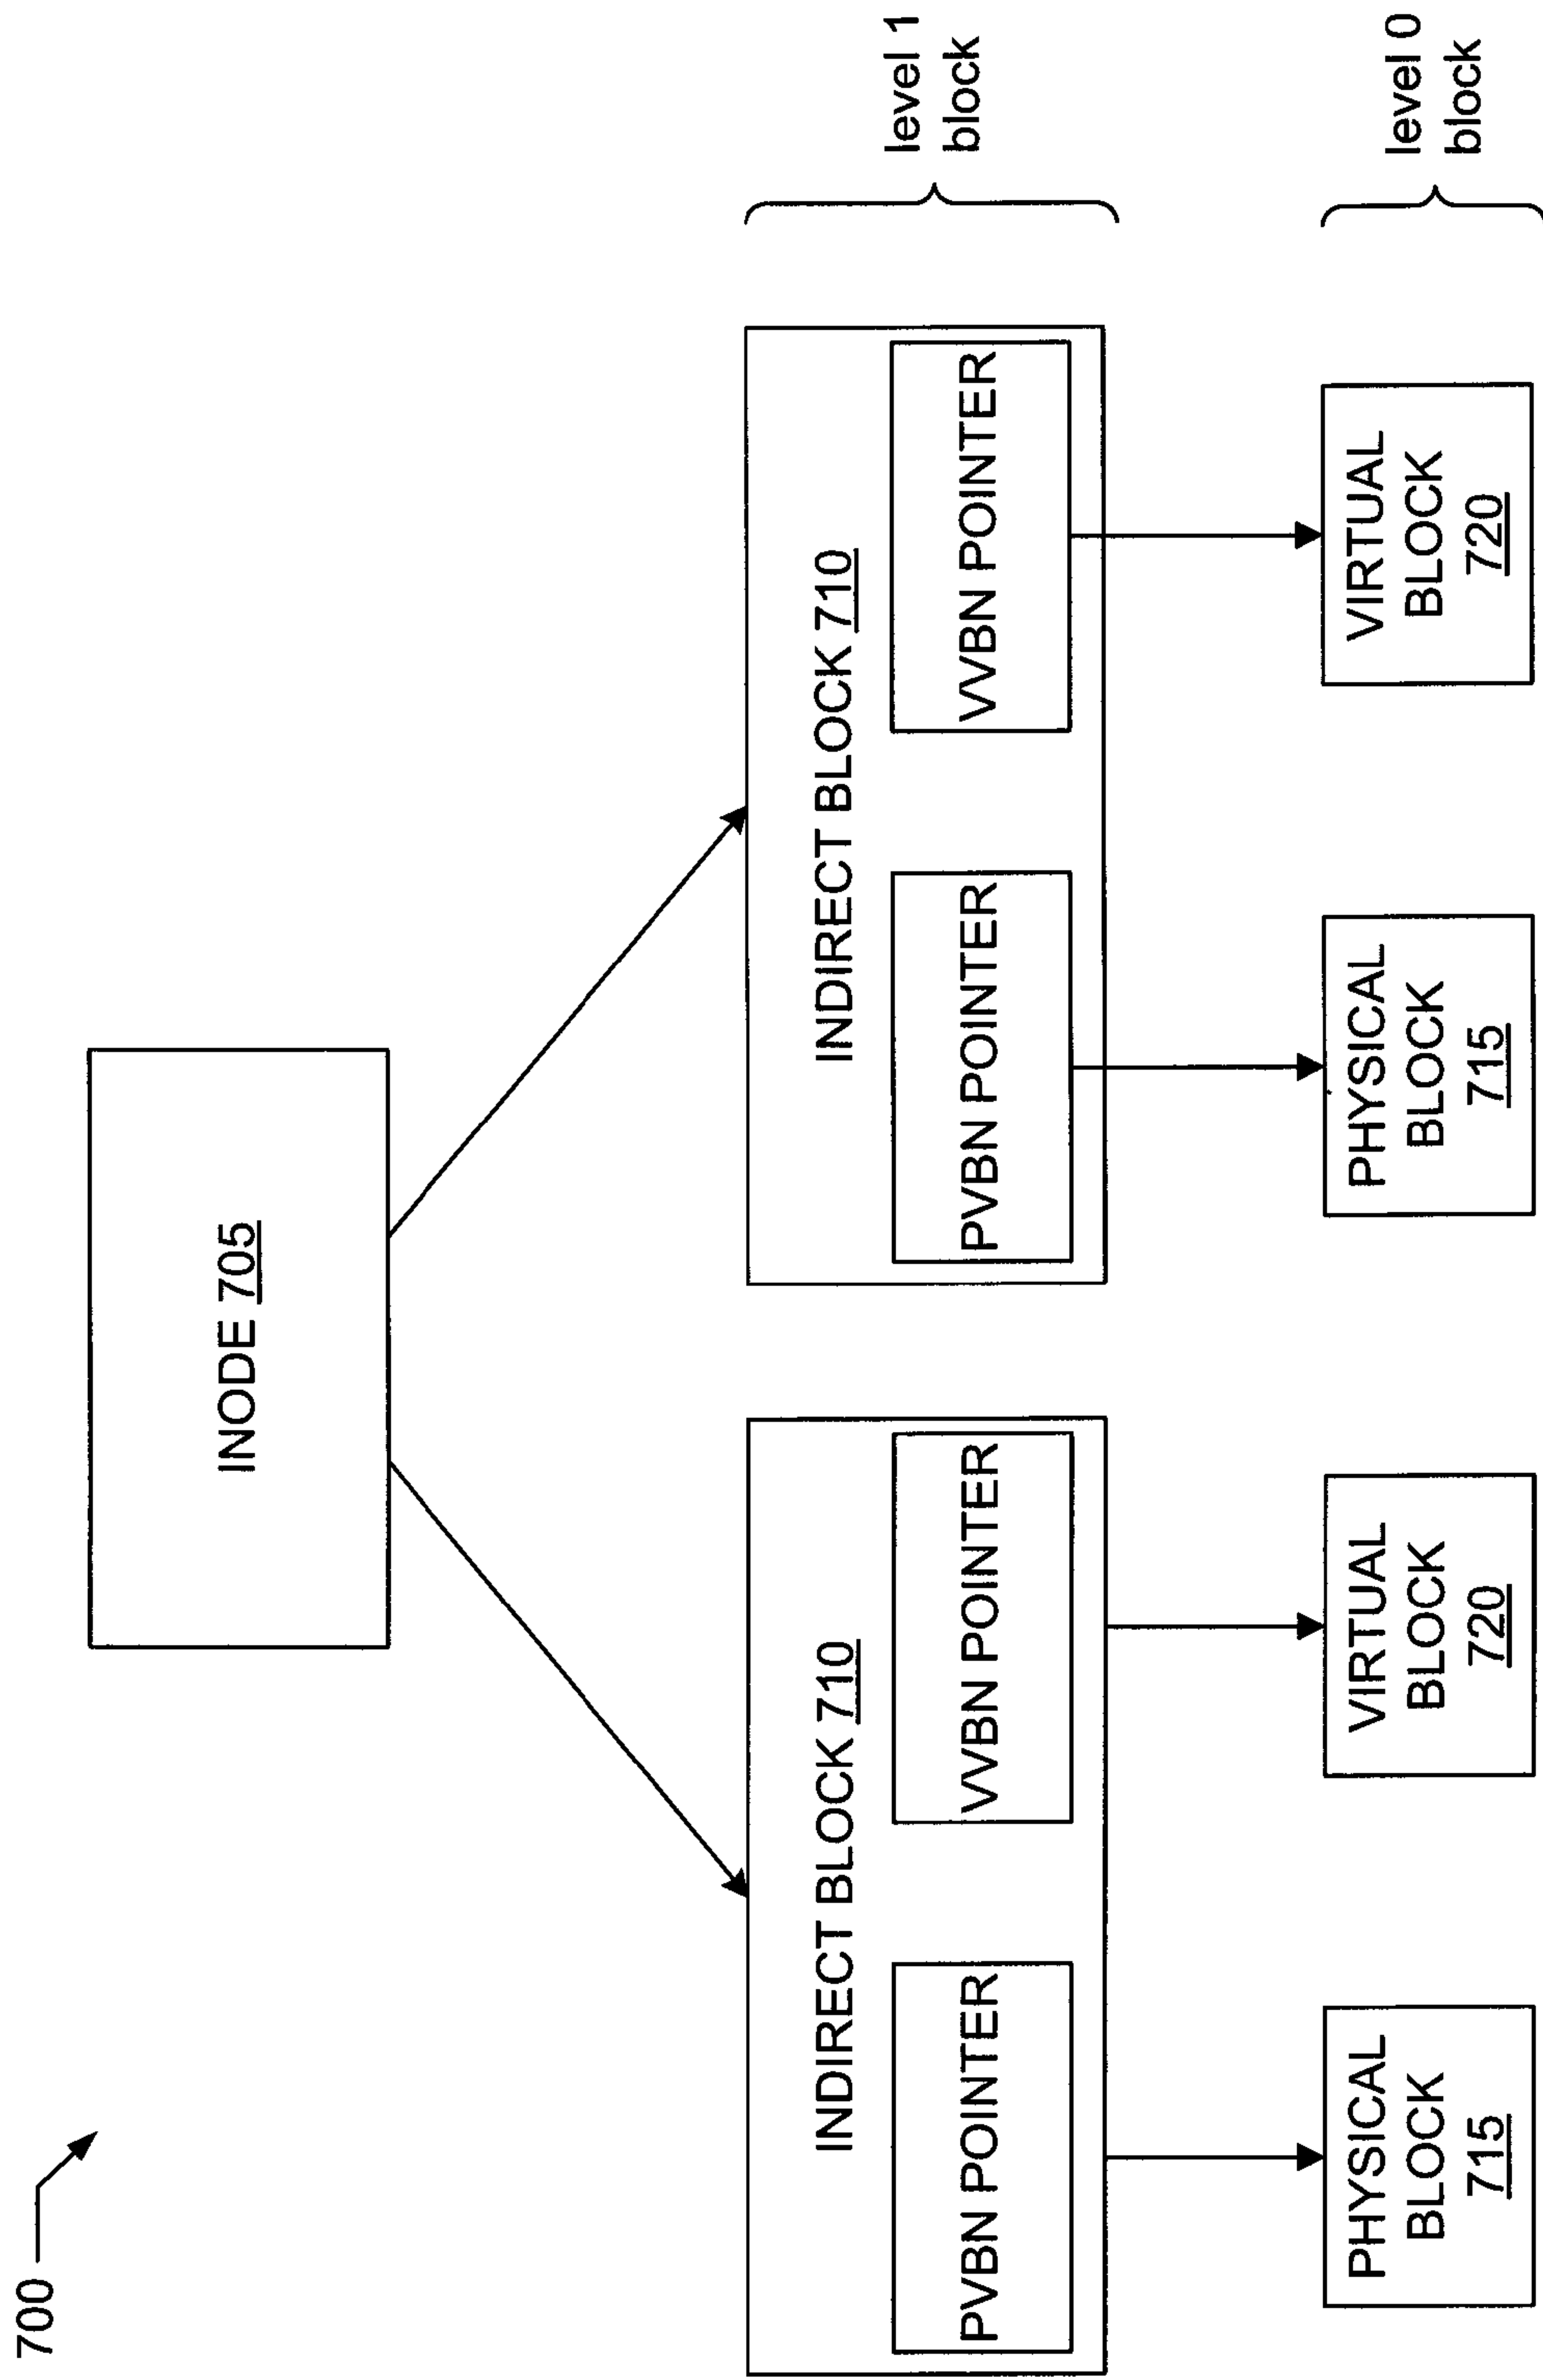 700
INODE 705
INDIRECT BLOCK 710
PVBN POINTER
VVBN POINTER
INDIRECT BLOCK 710
PVBN POINTER
VVBN POINTER
level 1
block
PHYSICAL
BLOCK
715
VIRTUAL
BLOCK
720
PHYSICAL
BLOCK
715
VIRTUAL
BLOCK
720
level 0
block